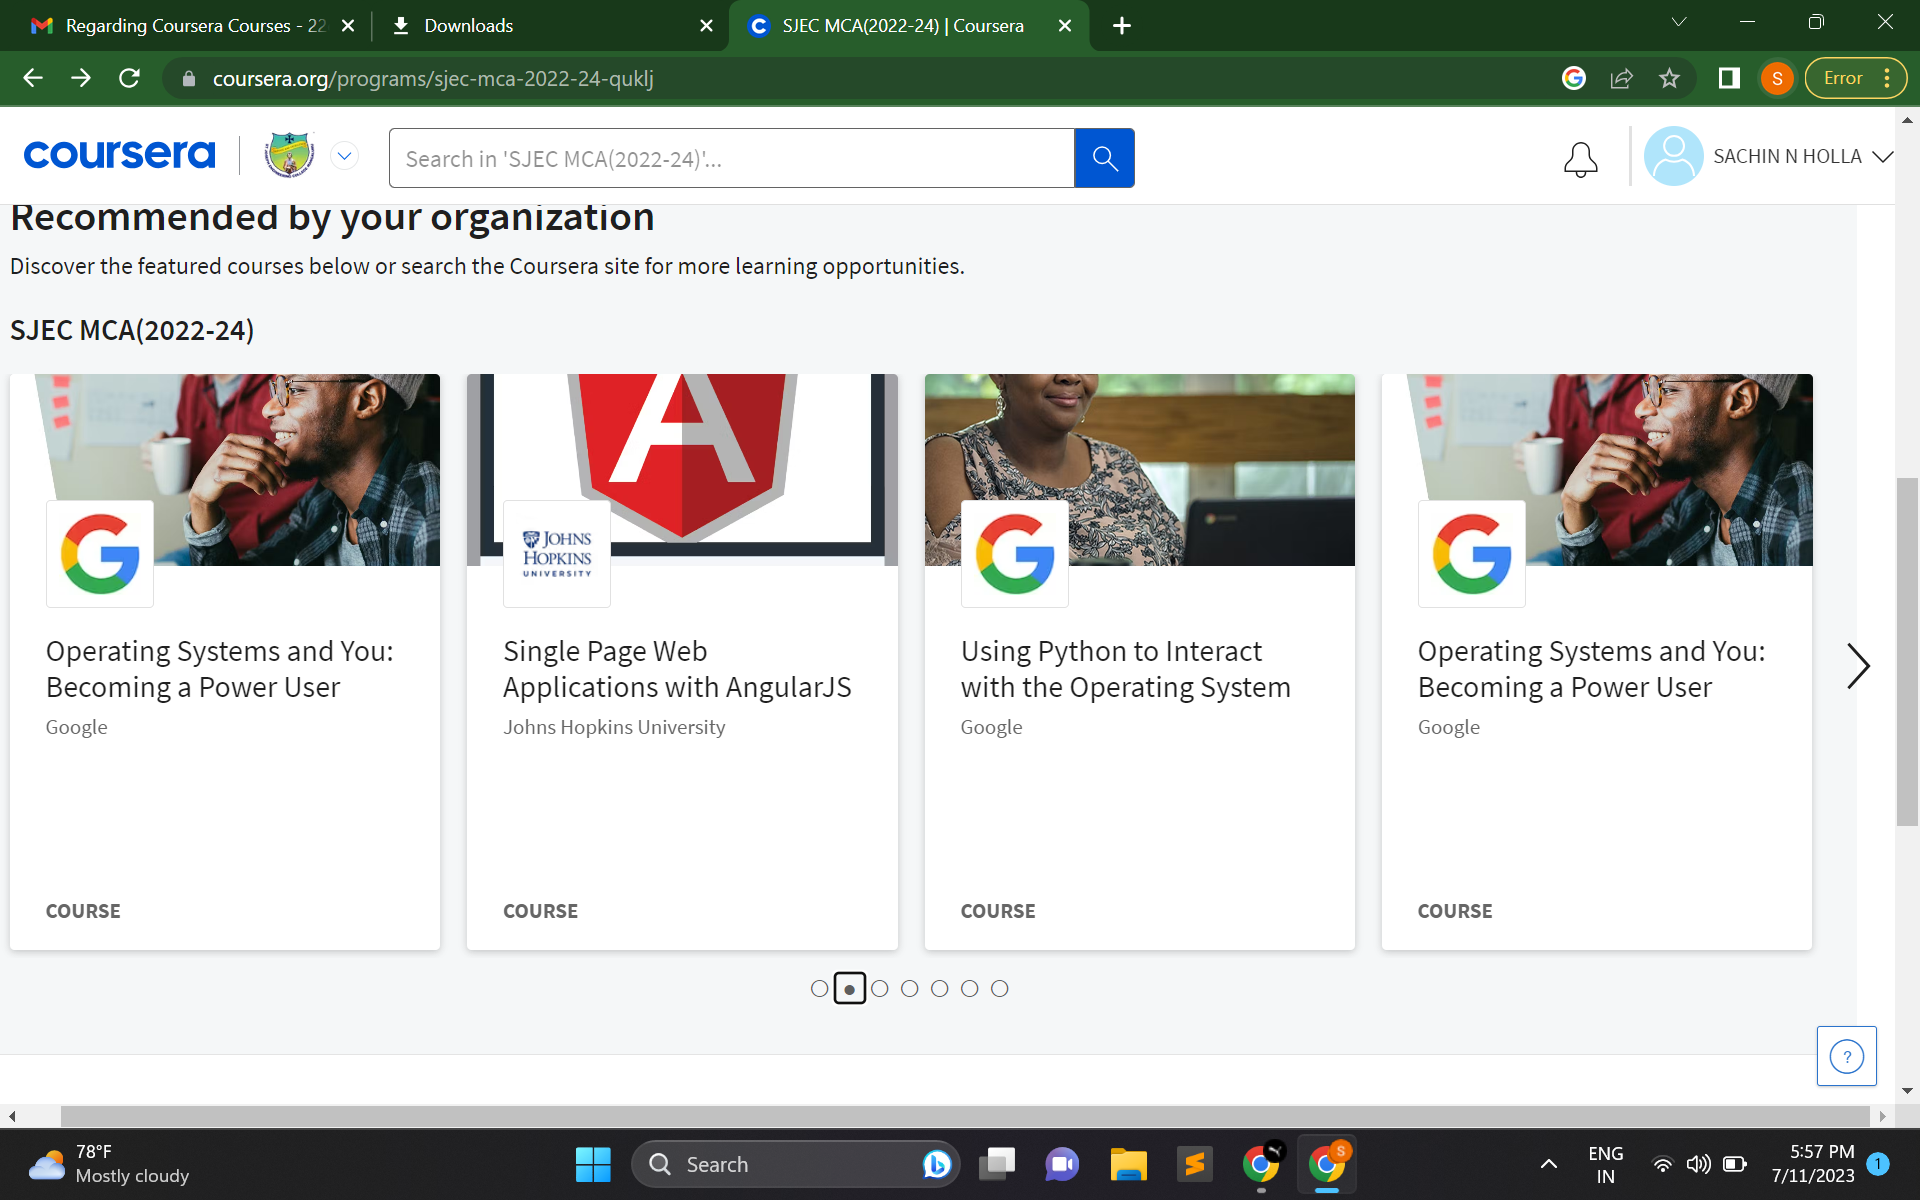 Regarding Coursera Courses - 22
Downloads
SJEC MCA(2022-24) | Coursera
coursera.org/programs/sjec-mca-2022-24-quklj
S
Error
coursera
Search in 'SJEC MCA(2022-24)'...
SACHIN N HOLLA
Recommended by your organization
Discover the featured courses below or search the Coursera site for more learning opportunities.
SJEC MCA(2022-24)
A
JOHNS
HOPKINS
UNIVERSITY
Operating Systems and You:
Becoming a Power User
Google
COURSE
Single Page Web
Applications with AngularJS
Johns Hopkins University
COURSE
Using Python to Interact
with the Operating System
Google
COURSE
Operating Systems and You:
Becoming a Power User
Google
COURSE
?
78°F
Mostly cloudy
Search
S
ENG
IN
5:57 PM
7/11/2023
1